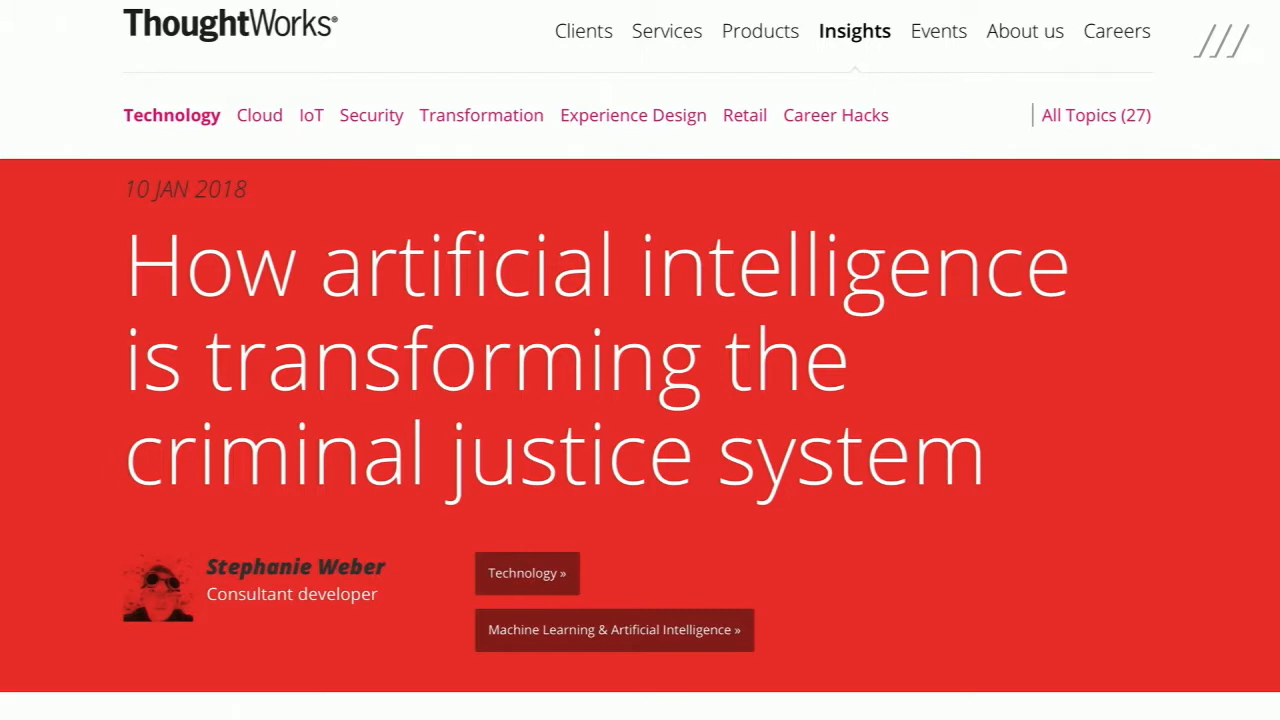 ThoughtWorks®
Clients Services Products Insights Events About us Careers
Technology Cloud IoT Security Transformation Experience Design Retail Career Hacks All Topics (27)
10 JAN 2018
How artificial intelligence
is transforming the
criminal justice system
Stephanie Weber
Consultant developer
Technology »
Machine Learning & Artificial Intelligence »